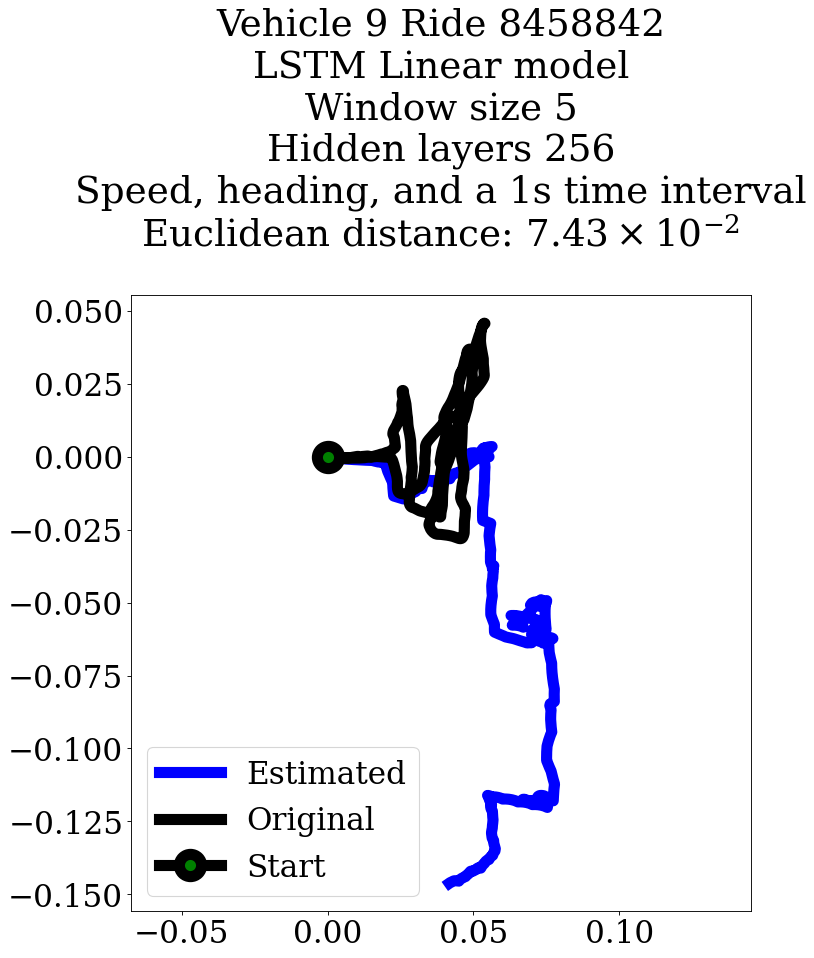 Vehicle 9 Ride 8458842
LSTM Linear model
Window size 5
Hidden layers 256
Speed, heading, and a 1s time interval
Euclidean distance: 7.43 × 10⁻²
0.050
0.025
0.000
−0.025
−0.050
−0.075
−0.100
−0.125
−0.150
Estimated
Original
Start
−0.05 0.00 0.05 0.10